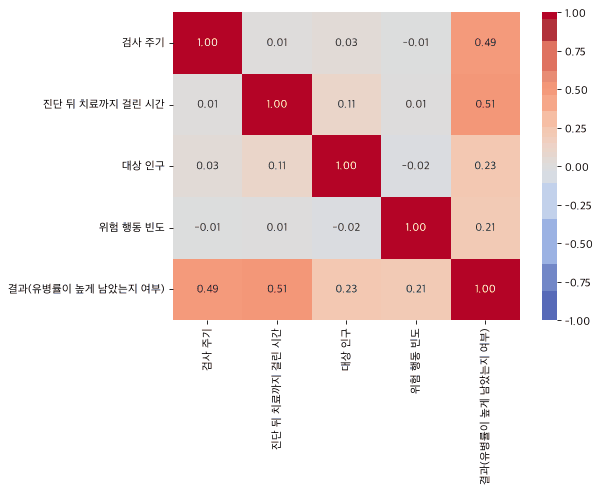 검사 주기
1.00 0.01 0.03 -0.01 0.49
진단 뒤 치료까지 걸린 시간
0.01 1.00 0.11 0.01 0.51
대상 인구
0.03 0.11 1.00 -0.02 0.23
위험 행동 빈도
-0.01 0.01 -0.02 1.00 0.21
결과(유병률이 높게 남았는지 여부)
0.49 0.51 0.23 0.21 1.00
검사 주기
진단 뒤 치료까지 걸린 시간
대상 인구
위험 행동 빈도
결과(유병률이 높게 남았는지 여부)
1.00
0.75
0.50
0.25
0.00
-0.25
-0.50
-0.75
-1.00